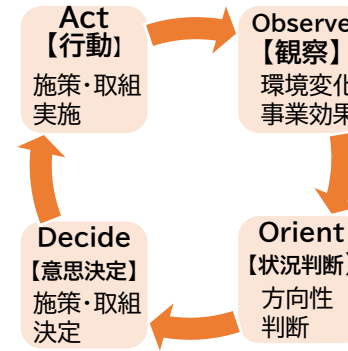 Act
【行動】
施策・取組
実施
Observe
【観察】
環境変化
事業効果
Decide
【意思決定】
施策・取組
決定
Orient
【状況判断】
方向性
判断